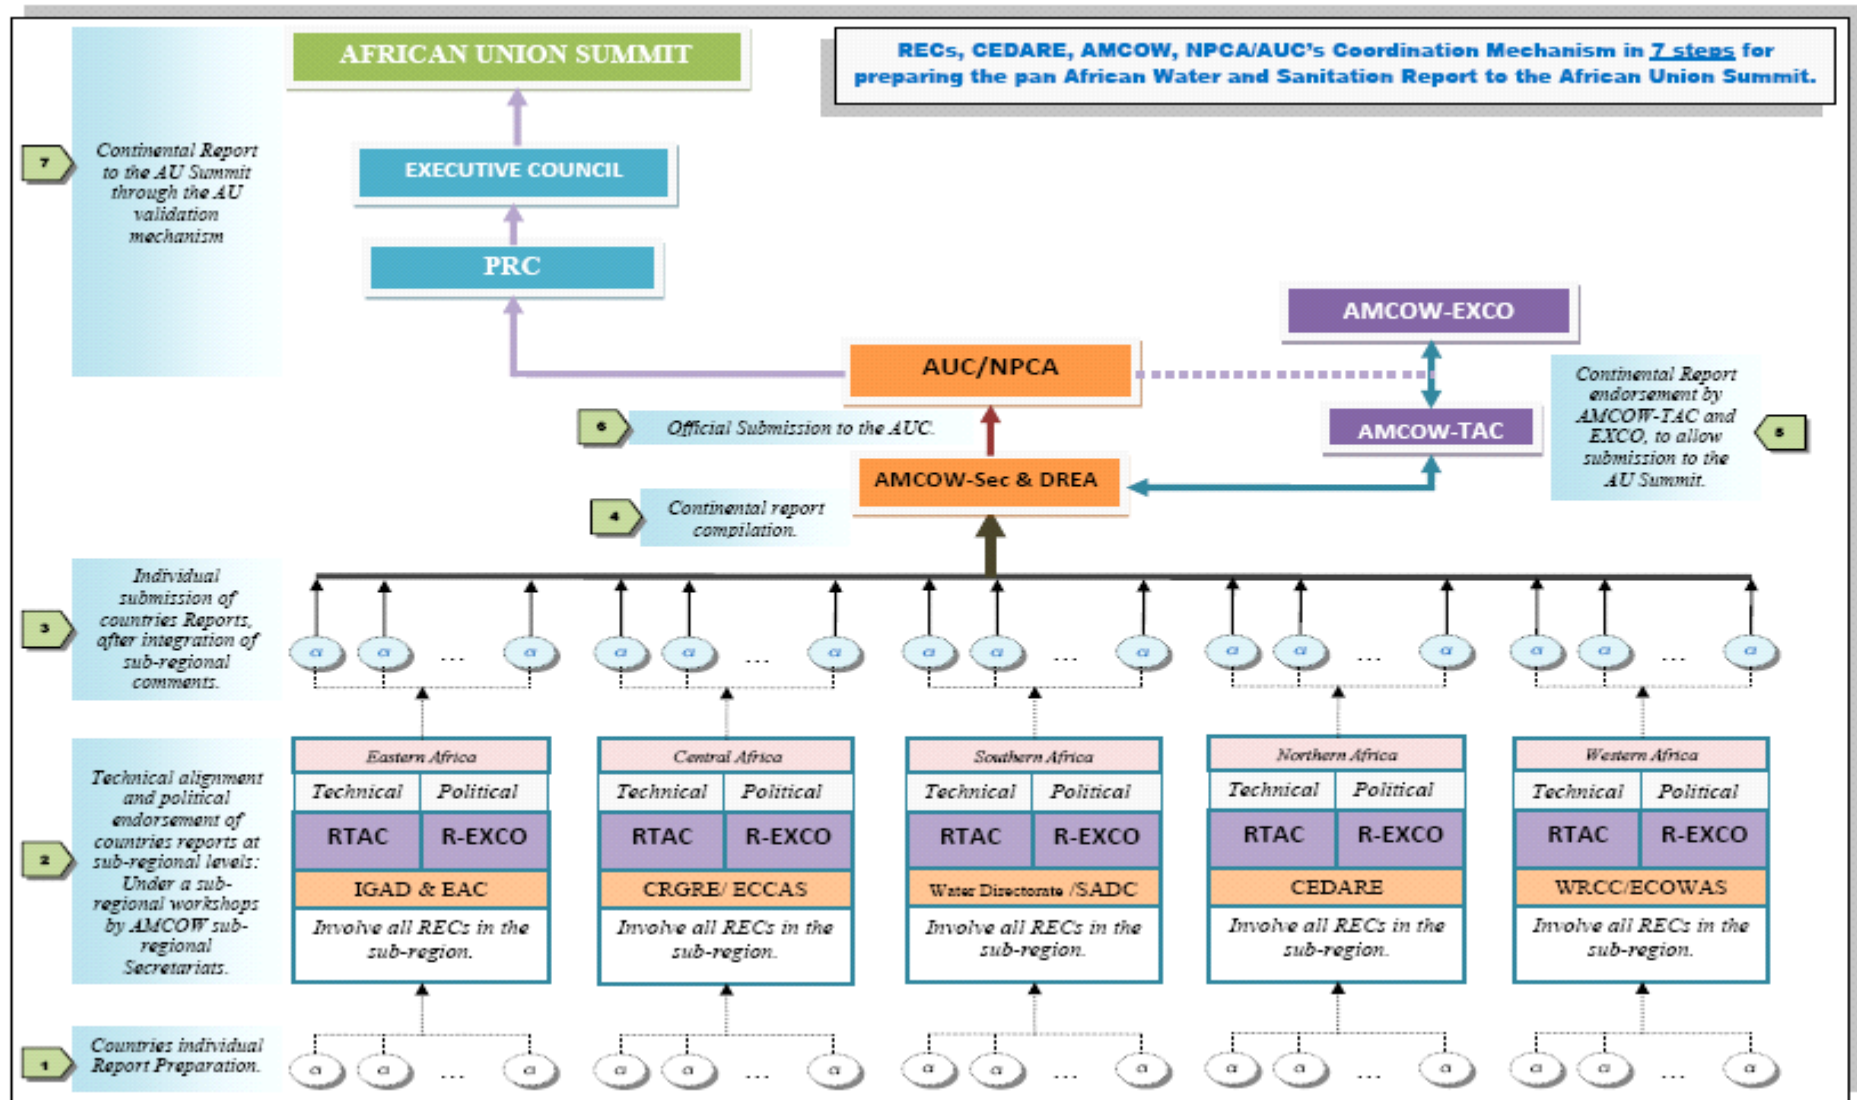 AFRICAN UNION SUMMIT
RECs, CEDARE, AMCOW, NPCA/AUC's Coordination Mechanism in 7 steps for
preparing the pan African Water and Sanitation Report to the African Union Summit.
7
Continental Report
to the AU Summit
through the AU
validation
mechanism
EXECUTIVE COUNCIL
PRC
AMCOW-EXCO
AUC/NPCA
AMCOW-TAC
Continental Report
endorsement by
AMCOW-TAC and
EXCO, to allow
submission to the
AU Summit.
5
6
Official Submission to the AUC.
AMCOW-Sec & DREA
4
Continental report
compilation.
3
Individual
submission of
countries Reports,
after integration of
sub-regional
comments.
... ... ... ... ...
2
Technical alignment
and political
endorsement of
countries reports at
sub-regional levels:
Under a sub-
regional workshops
by AMCOW sub-
regional
Secretariats.
Eastern Africa
Technical Political
RTAC R-EXCO
IGAD & EAC
Involve all RECs in the
sub-region.
Central Africa
Technical Political
RTAC R-EXCO
CRGRE/ ECCAS
Involve all RECs in the
sub-region.
Southern Africa
Technical Political
RTAC R-EXCO
Water Directorate /SADC
Involve all RECs in the
sub-region.
Northern Africa
Technical Political
RTAC R-EXCO
CEDARE
Involve all RECs in the
sub-region.
Western Africa
Technical Political
RTAC R-EXCO
WRCC/ECOWAS
Involve all RECs in the
sub-region.
1
Countries individual
Report Preparation.
... ... ... ... ...